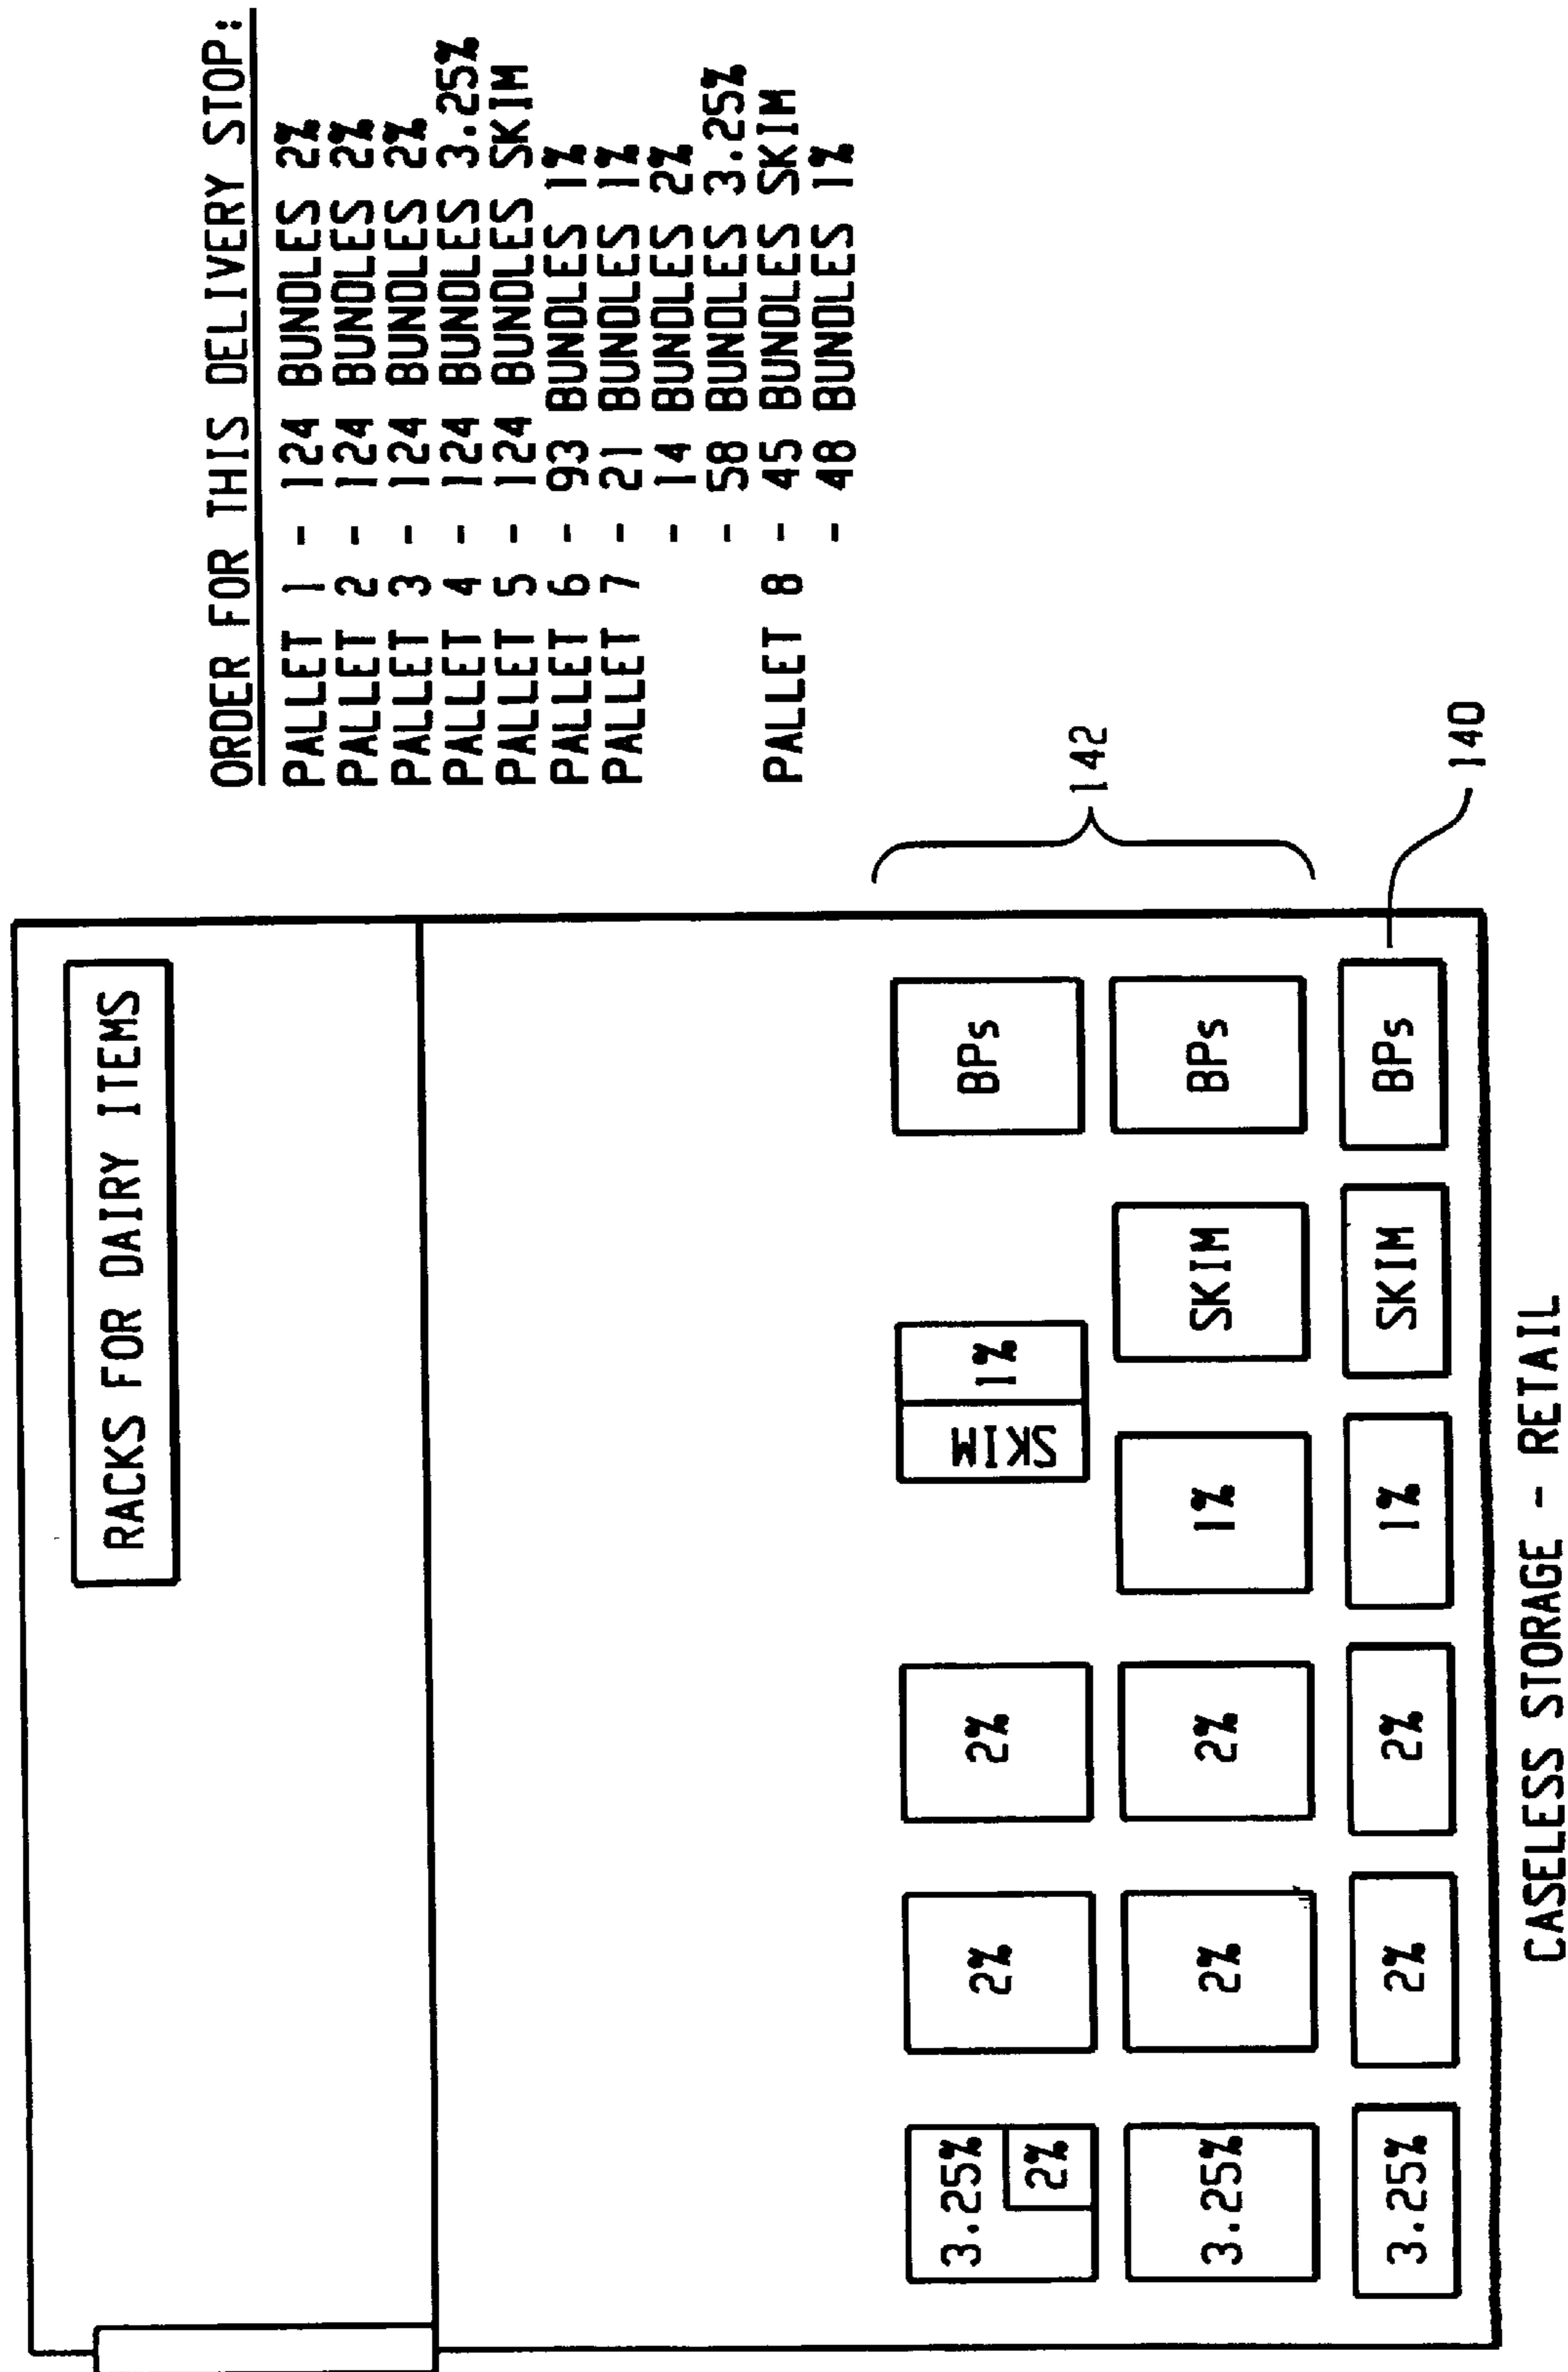 RACKS FOR DAIRY ITEMS
ORDER FOR THIS DELIVERY STOP:
PALLET 1 - 124 BUNDLES 2%
PALLET 2 - 124 BUNDLES 2%
PALLET 3 - 124 BUNDLES 2%
PALLET 4 - 124 BUNDLES 3.25%
PALLET 5 - 124 BUNDLES SKIM
PALLET 6 - 93 BUNDLES 1%
PALLET 7 - 21 BUNDLES 1%
- 14 BUNDLES 2%
- 58 BUNDLES 3.25%
PALLET 8 - 45 BUNDLES SKIM
- 48 BUNDLES 1%
3.25% 2% 2% 2% SKIM 1% BPs
142
3.25% 2% 2% 1% SKIM BPs
3.25% 2% 2% 1% SKIM BPs
140
CASELESS STORAGE - RETAIL